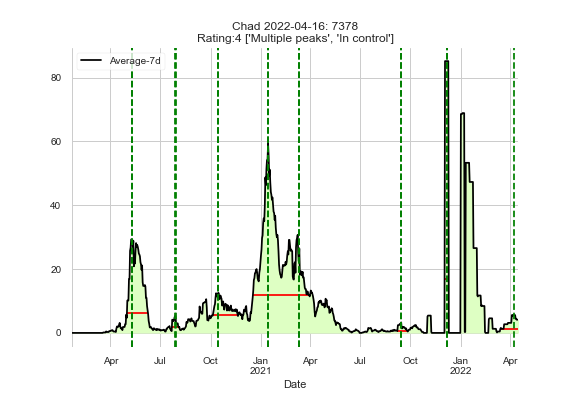 Chad 2022-04-16: 7378
Rating:4 ['Multiple peaks', 'In control']
Average-7d
80
60
40
20
0
Apr Jul Oct Jan Apr Jul Oct Jan Apr
2021 2022
Date